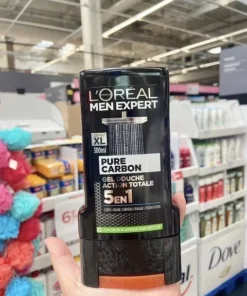 L'ORÉAL
MEN EXPERT
XL
300ml
PURE
CARBON
GEL DOUCHE
ACTION TOTALE
5EN1
Dove